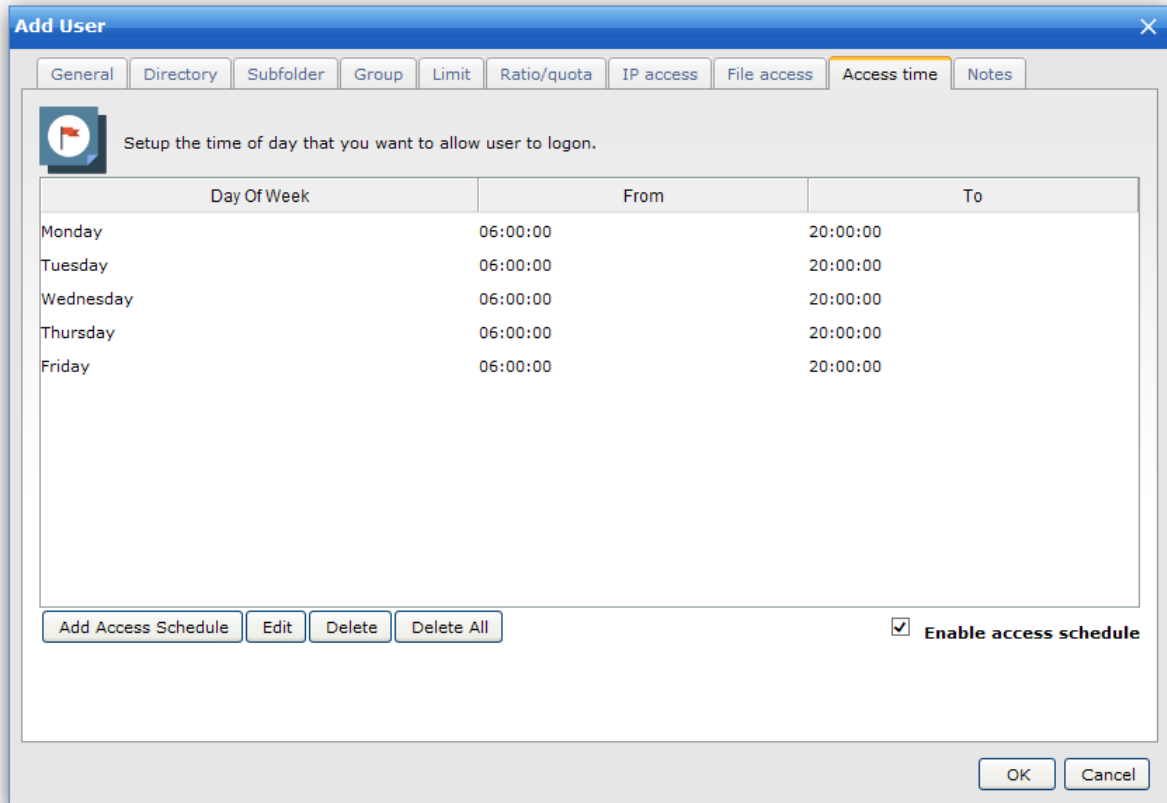 Add User
General Directory Subfolder Group Limit Ratio/quota IP access File access Access time Notes
Setup the time of day that you want to allow user to logon.
Day Of Week From To
Monday 06:00:00 20:00:00
Tuesday 06:00:00 20:00:00
Wednesday 06:00:00 20:00:00
Thursday 06:00:00 20:00:00
Friday 06:00:00 20:00:00
Add Access Schedule Edit Delete Delete All Enable access schedule
OK Cancel